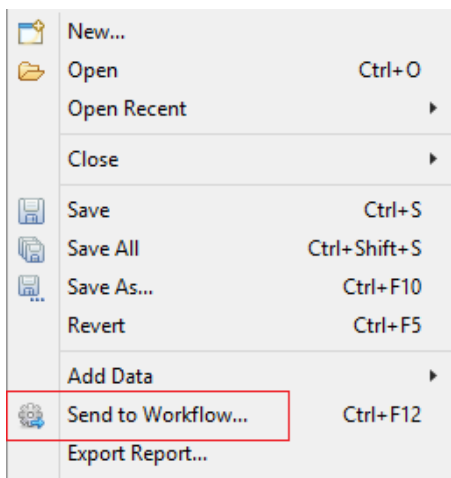 New...
Open Ctrl+O
Open Recent
Close
Save Ctrl+S
Save All Ctrl+Shift+S
Save As... Ctrl+F10
Revert Ctrl+F5
Add Data
Send to Workflow... Ctrl+F12
Export Report...